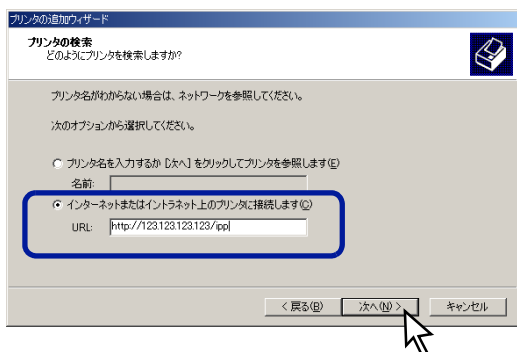 プリンタの追加ウィザード
プリンタの検索
どのようにプリンタを検索しますか?
プリンタ名がわからない場合は、ネットワークを参照してください。
次のオプションから選択してください。
プリンタ名を入力するか [次へ] をクリックしてプリンタを参照します(E)
名前:
インターネットまたはイントラネット上のプリンタに接続します(C)
URL: http://123.123.123.123/ipp
< 戻る(B) 次へ(N) > キャンセル